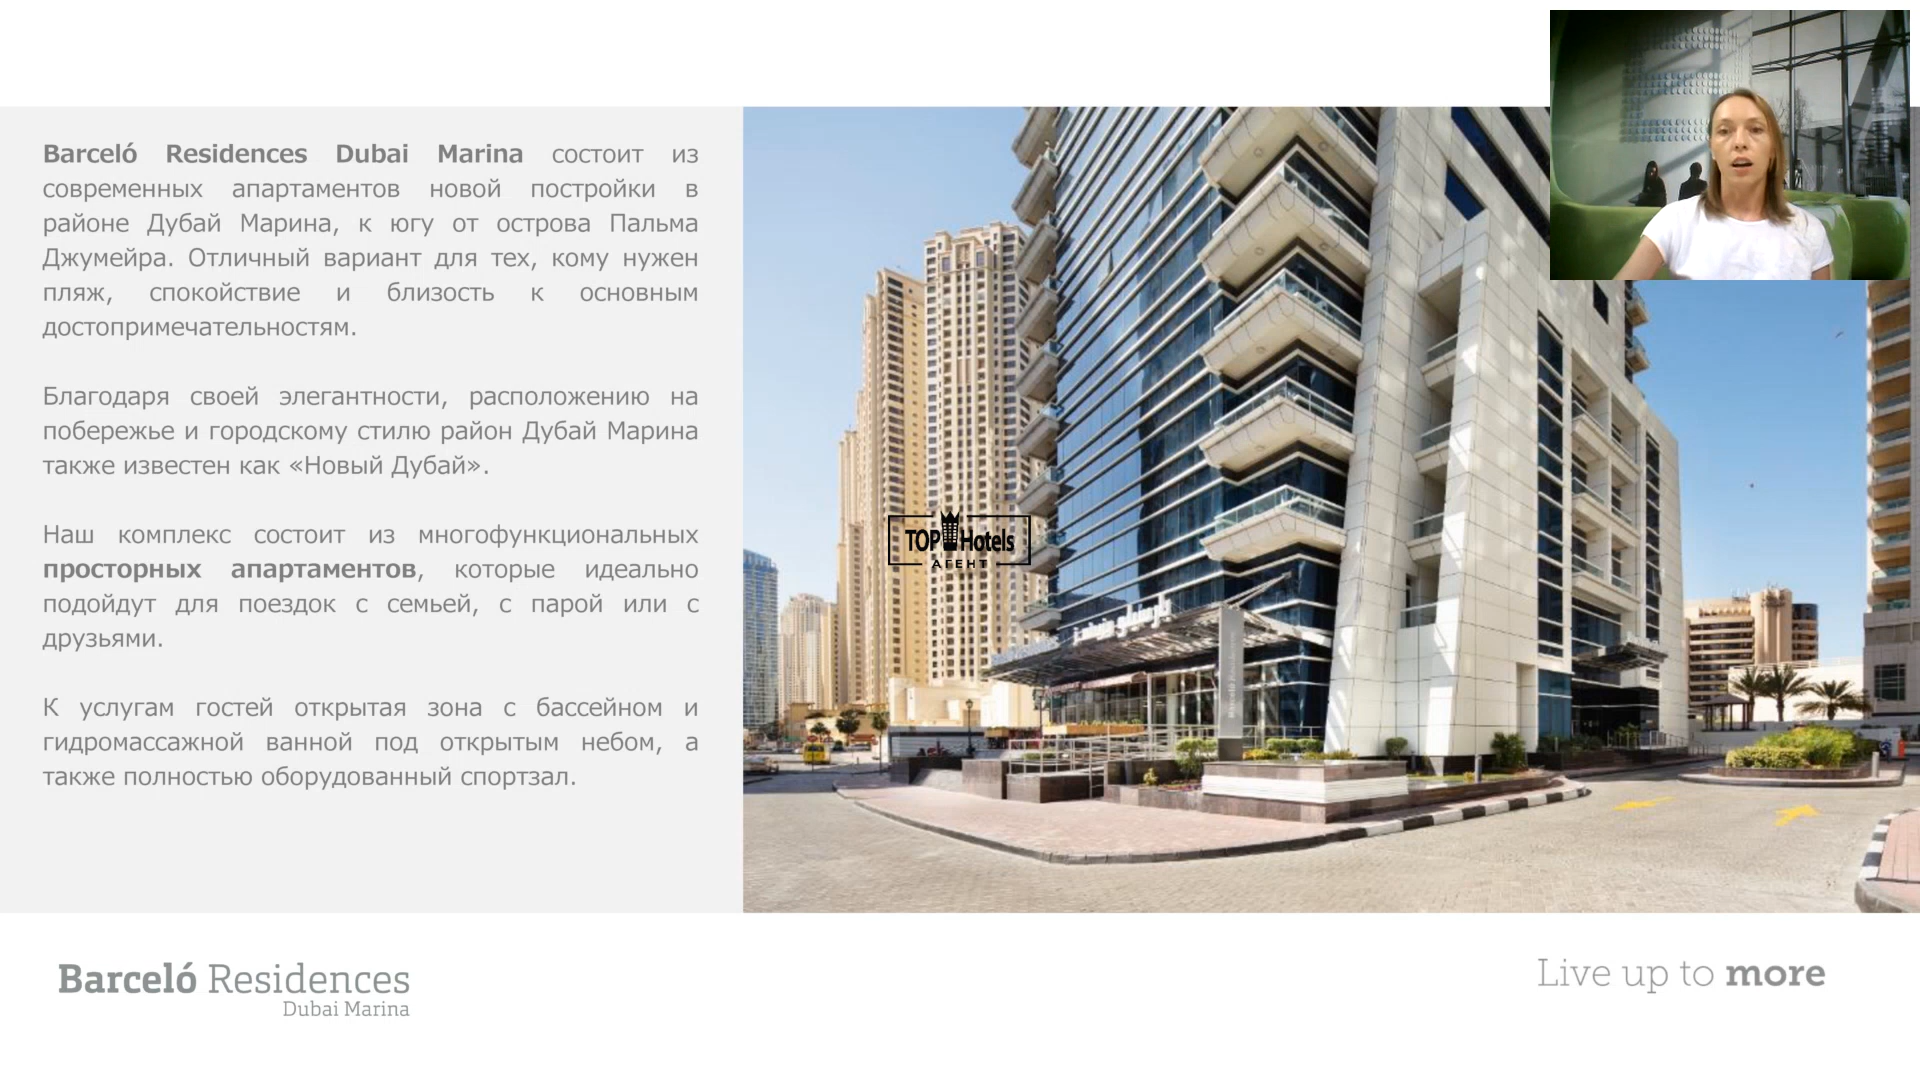 Barceló Residences Dubai Marina состоит из
современных апартаментов новой постройки в
районе Дубай Марина, к югу от острова Пальма
Джумейра. Отличный вариант для тех, кому нужен
пляж, спокойствие и близость к основным
достопримечательностям.
Благодаря своей элегантности, расположению на
побережье и городскому стилю район Дубай Марина
также известен как «Новый Дубай».
Наш комплекс состоит из многофункциональных
просторных апартаментов, которые идеально
подойдут для поездок с семьей, с парой или с
друзьями.
К услугам гостей открытая зона с бассейном и
гидромассажной ванной под открытым небом, а
также полностью оборудованный спортзал.
TOP Hotels
АГЕНТ
Barceló Residences
Dubai Marina
Live up to more